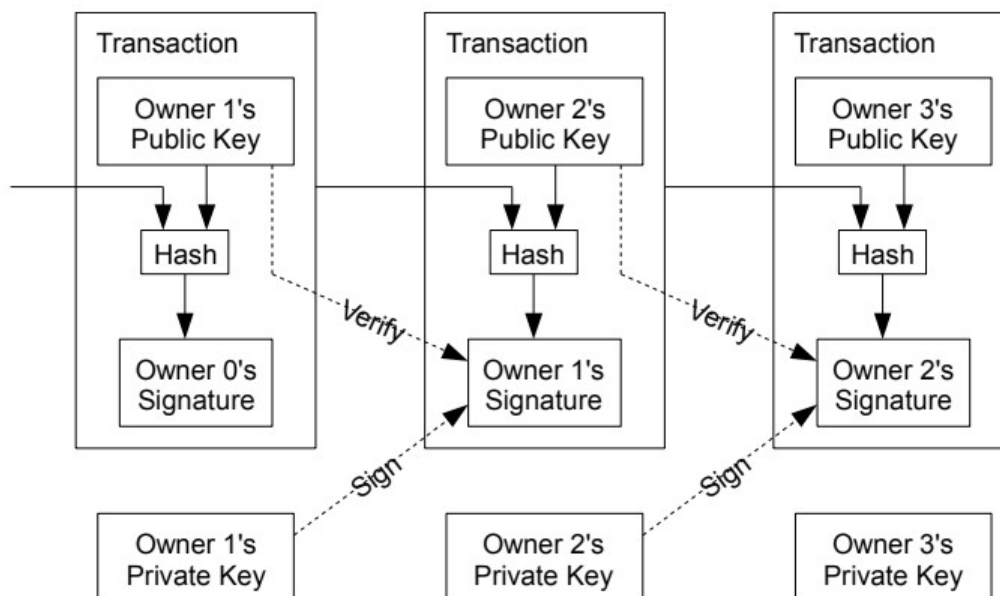 Transaction
Owner 1's
Public Key
Hash
Verify
Owner 0's
Signature
Transaction
Owner 2's
Public Key
Hash
Verify
Owner 1's
Signature
Transaction
Owner 3's
Public Key
Hash
Owner 2's
Signature
Sign
Sign
Owner 1's
Private Key
Owner 2's
Private Key
Owner 3's
Private Key